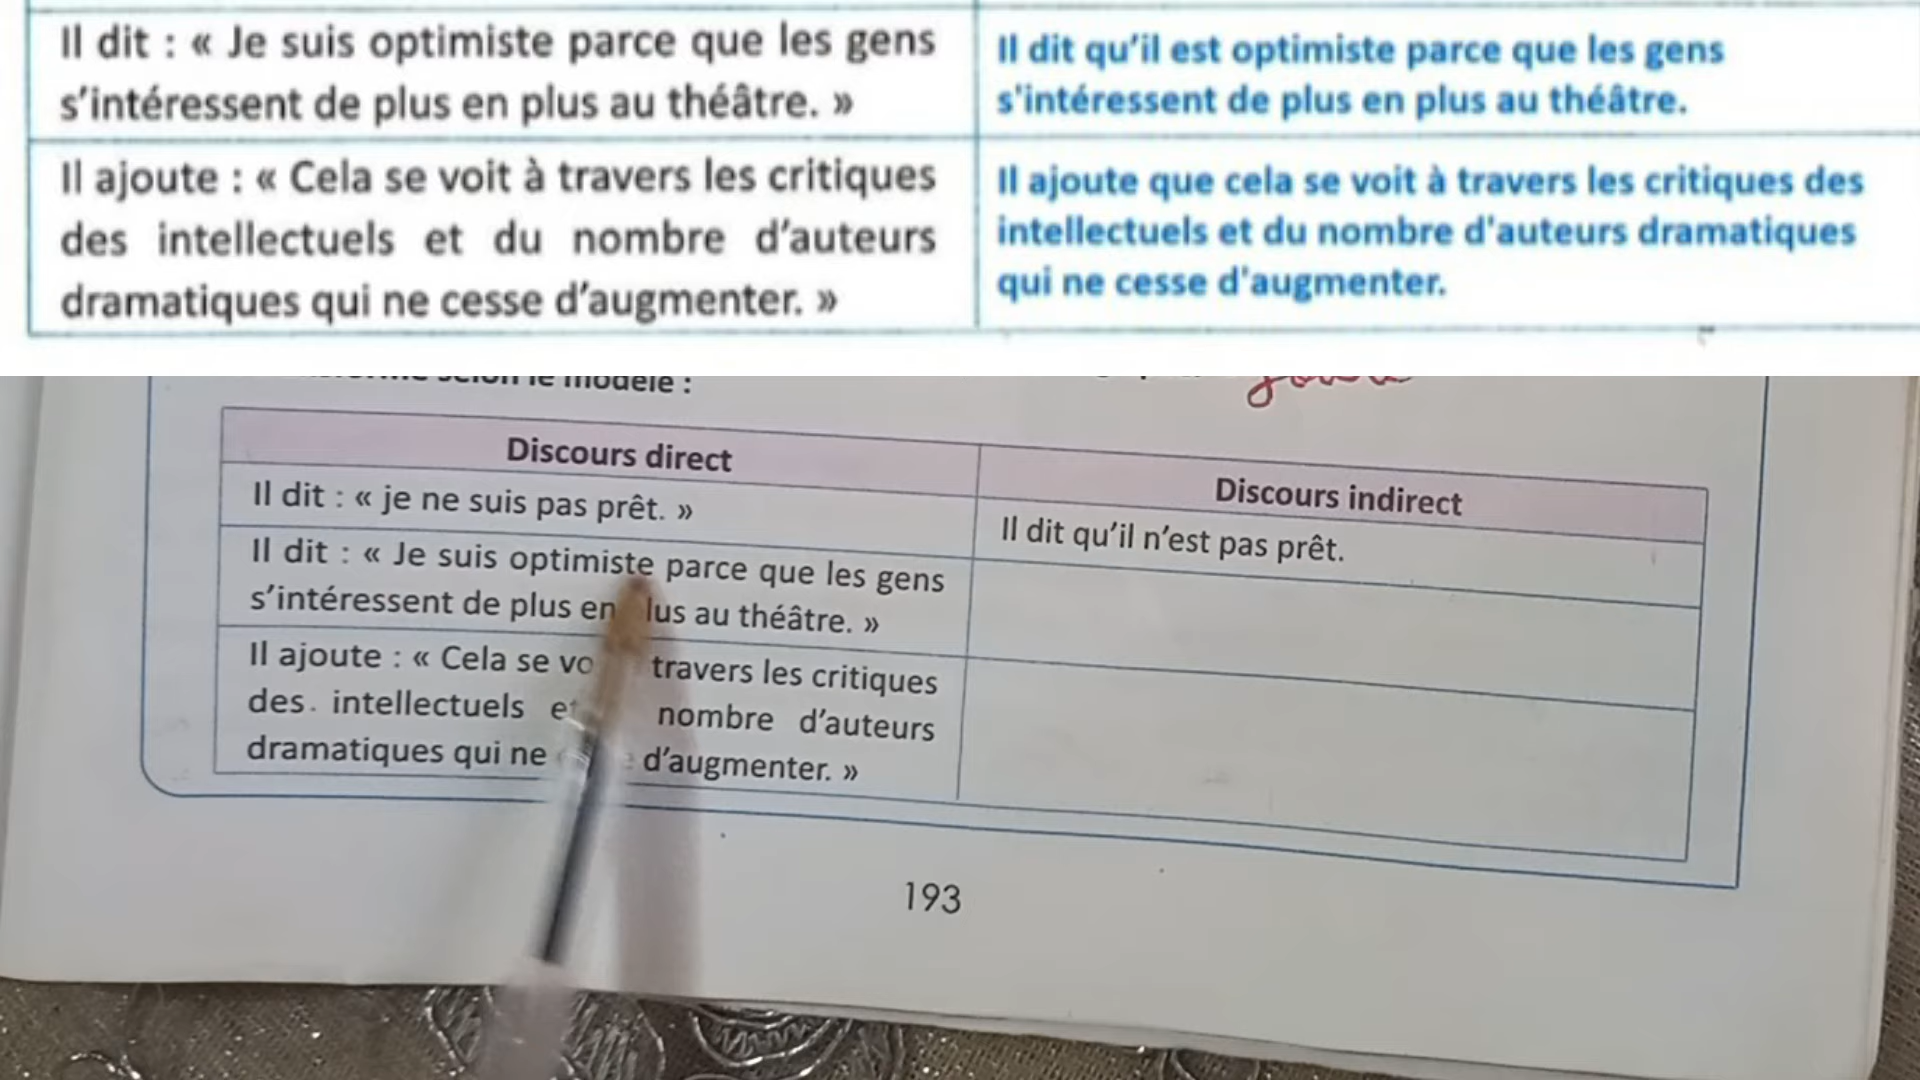 Il dit : « Je suis optimiste parce que les gens
s’intéressent de plus en plus au théâtre. »
Il dit qu’il est optimiste parce que les gens
s'intéressent de plus en plus au théâtre.
Il ajoute : « Cela se voit à travers les critiques
des intellectuels et du nombre d’auteurs
dramatiques qui ne cesse d’augmenter. »
Il ajoute que cela se voit à travers les critiques des
intellectuels et du nombre d'auteurs dramatiques
qui ne cesse d'augmenter.
selon le modèle :
Discours direct
Discours indirect
Il dit : « je ne suis pas prêt. »
Il dit qu’il n’est pas prêt.
Il dit : « Je suis optimiste parce que les gens
s’intéressent de plus en lus au théâtre. »
Il ajoute : « Cela se vo travers les critiques
des intellectuels et nombre d’auteurs
dramatiques qui ne d’augmenter. »
193